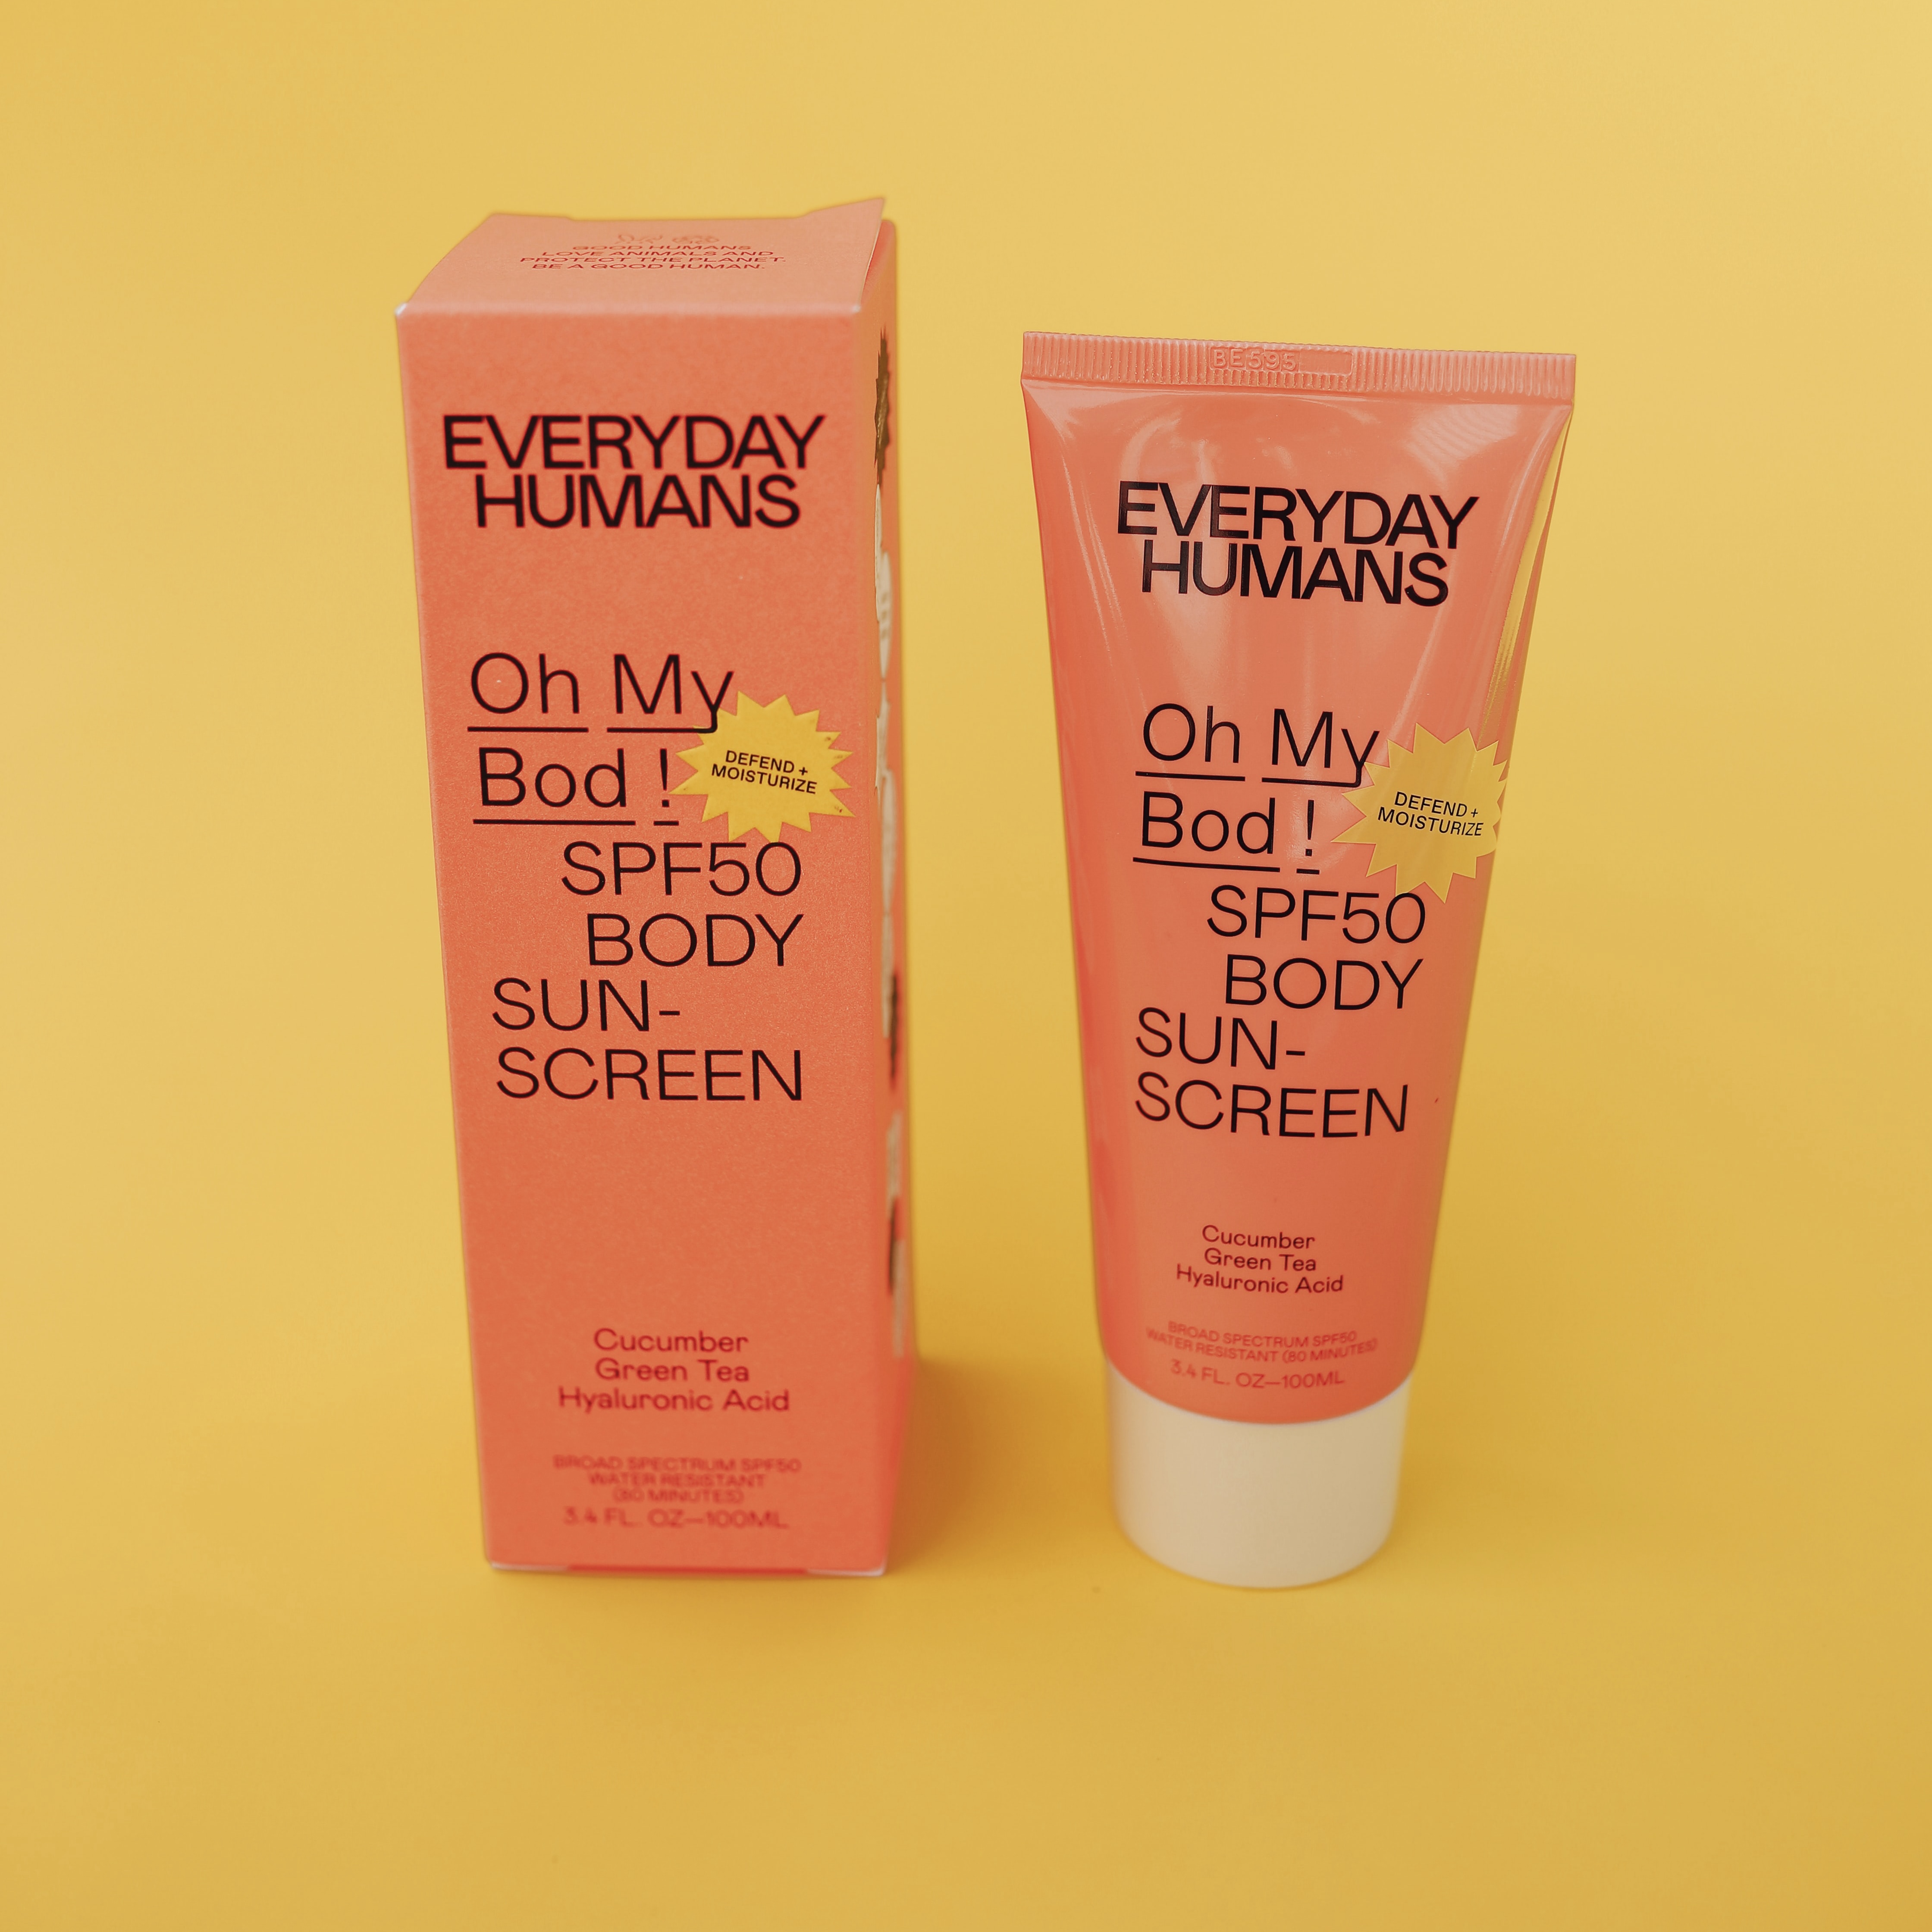 GOOD HUMANS
LOVE ANIMALS AND
PROTECT THE PLANET.
BE A GOOD HUMAN.
EVERYDAY
HUMANS
Oh My
Bod !
DEFEND +
MOISTURIZE
SPF50
BODY
SUN-
SCREEN
Cucumber
Green Tea
Hyaluronic Acid
BROAD SPECTRUM SPF50
WATER RESISTANT
(80 MINUTES)
3.4 FL. OZ—100ML
BE595
EVERYDAY
HUMANS
Oh My
Bod !
DEFEND +
MOISTURIZE
SPF50
BODY
SUN-
SCREEN
Cucumber
Green Tea
Hyaluronic Acid
BROAD SPECTRUM SPF50
WATER RESISTANT (80 MINUTES)
3.4 FL. OZ—100ML